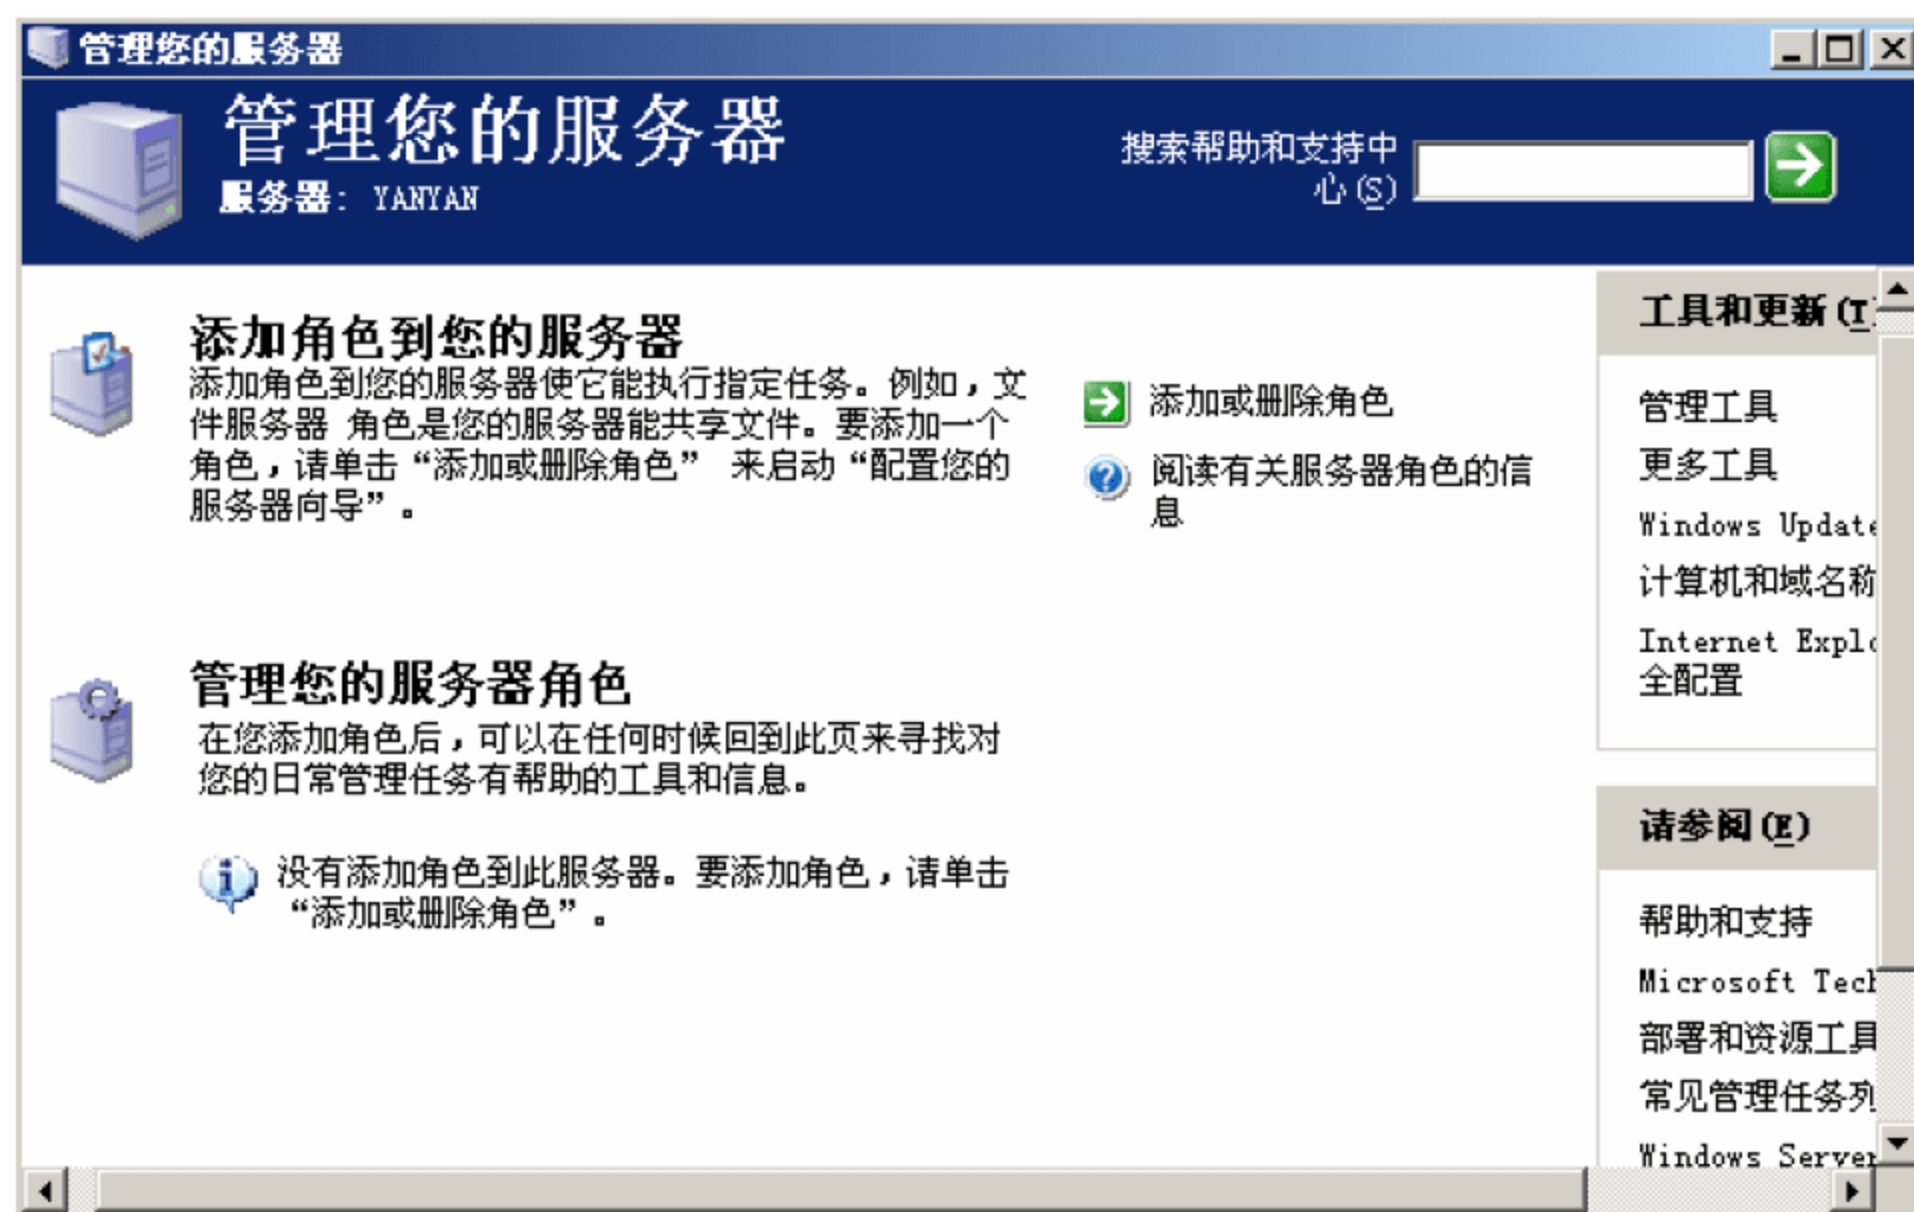 管理您的服务器
管理您的服务器
服务器: YANYAN
搜索帮助和支持中
心(S)
添加角色到您的服务器
添加角色到您的服务器使它能执行指定任务。例如，文
件服务器 角色是您的服务器能共享文件。要添加一个
角色，请单击“添加或删除角色” 来启动“配置您的
服务器向导”。
添加或删除角色
阅读有关服务器角色的信
息
管理您的服务器角色
在您添加角色后，可以在任何时候回到此页来寻找对
您的日常管理任务有帮助的工具和信息。
没有添加角色到此服务器。要添加角色，请单击
“添加或删除角色”。
工具和更新(T)
管理工具
更多工具
Windows Update
计算机和域名称
Internet Explo
全配置
请参阅(E)
帮助和支持
Microsoft Tech
部署和资源工具
常见管理任务列
Windows Server